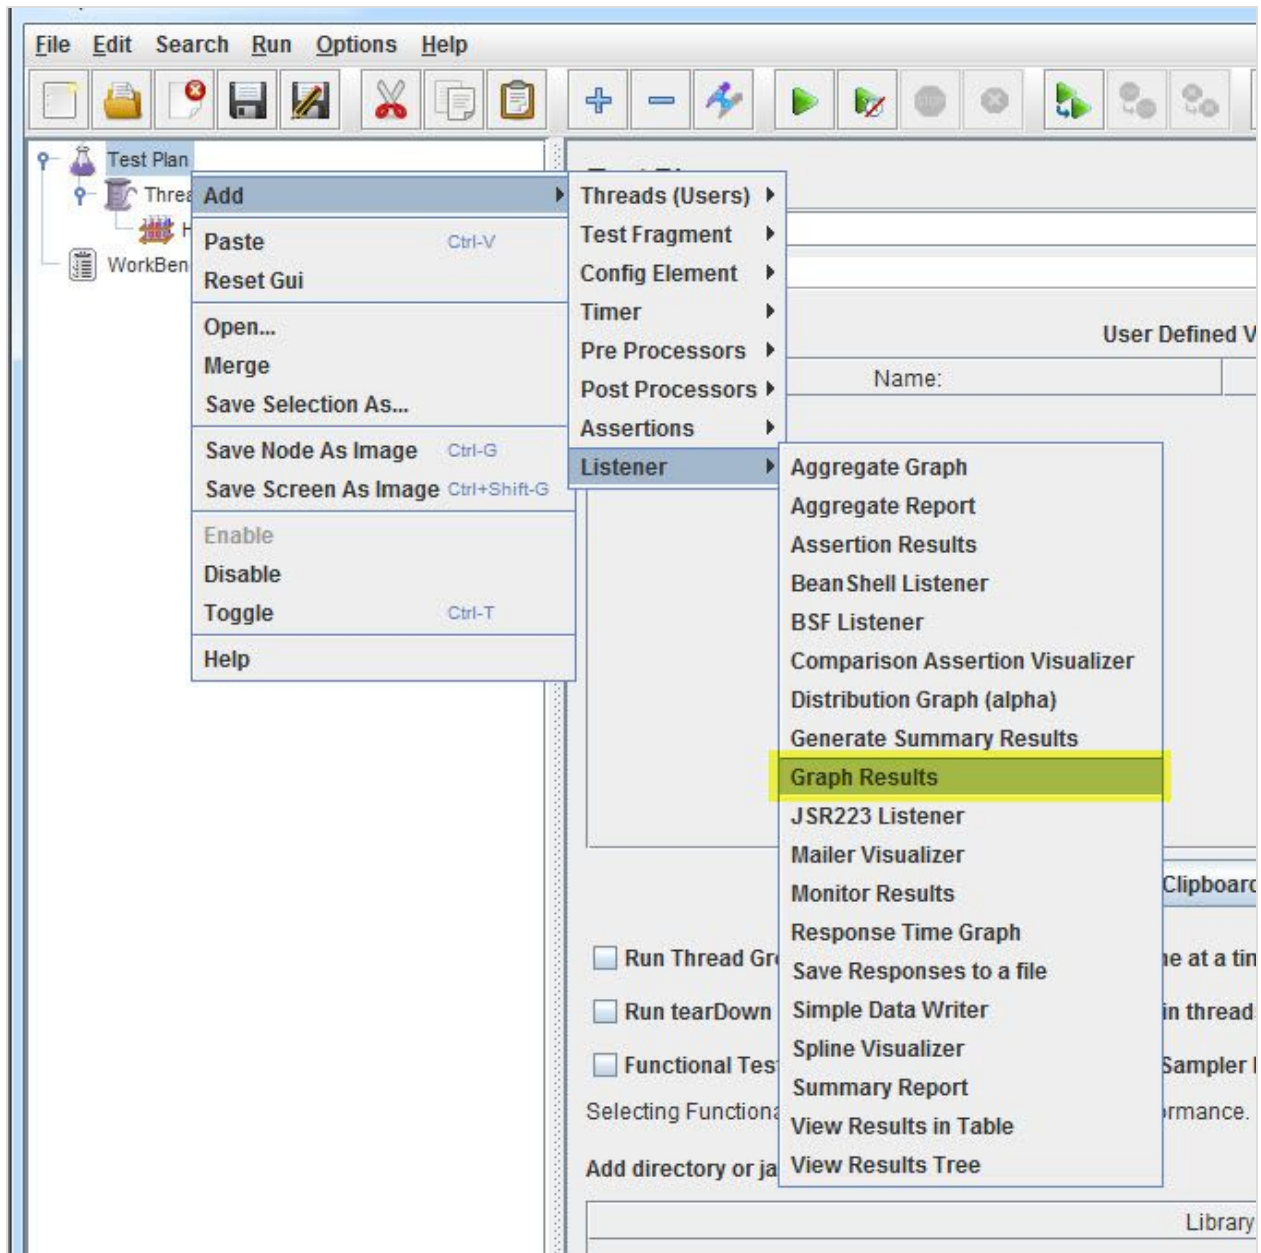 File Edit Search Run Options Help
Test Plan
Threa
H
WorkBen
Add
Paste Ctrl-V
Reset Gui
Open...
Merge
Save Selection As...
Save Node As Image Ctrl-G
Save Screen As Image Ctrl+Shift-G
Enable
Disable
Toggle Ctrl-T
Help
Threads (Users)
Test Fragment
Config Element
Timer
Pre Processors
Post Processors
Assertions
Listener
Aggregate Graph
Aggregate Report
Assertion Results
BeanShell Listener
BSF Listener
Comparison Assertion Visualizer
Distribution Graph (alpha)
Generate Summary Results
Graph Results
JSR223 Listener
Mailer Visualizer
Monitor Results
Response Time Graph
Save Responses to a file
Simple Data Writer
Spline Visualizer
Summary Report
View Results in Table
View Results Tree
User Defined V
Name:
Clipboard
Run Thread Gr ne at a tin
Run tearDown in thread
Functional Tes Sampler
Selecting Functiona rmance.
Add directory or ja
Library